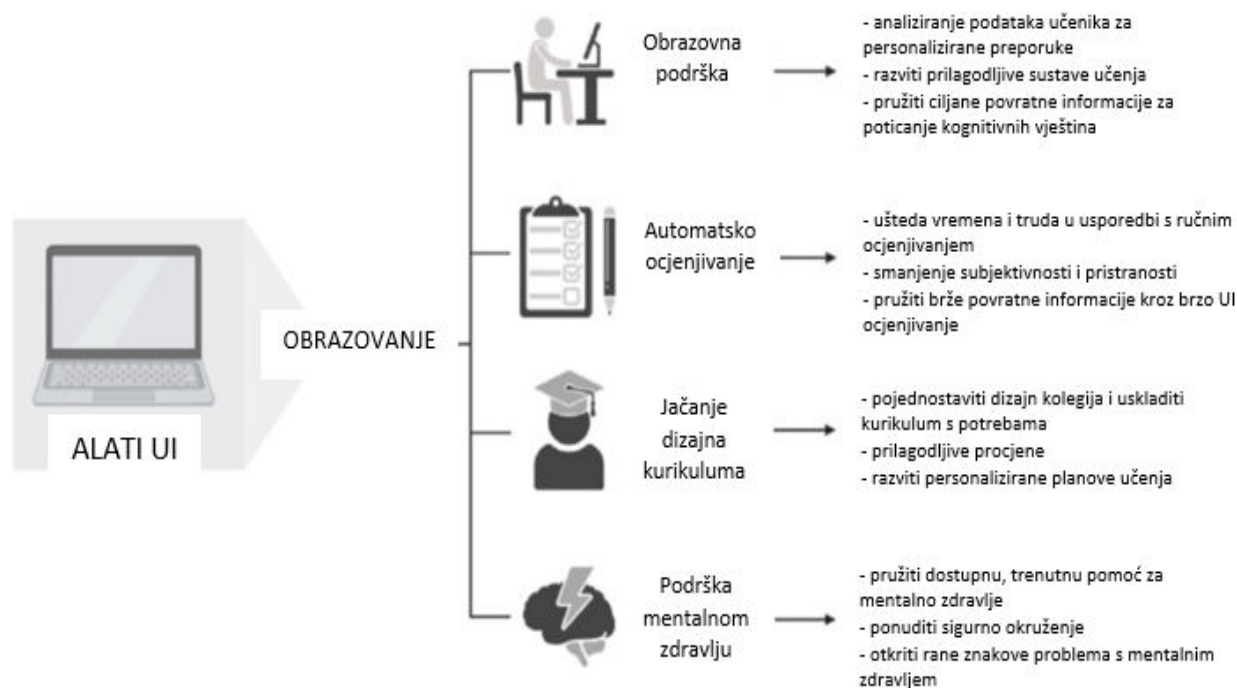 ALATI UI
OBRAZOVANJE
Obrazovna
podrška
- analiziranje podataka učenika za
personalizirane preporuke
- razviti prilagodljive sustave učenja
- pružiti ciljane povratne informacije za
poticanje kognitivnih vještina
Automatsko
ocjenjivanje
- ušteda vremena i truda u usporedbi s ručnim
ocjenjivanjem
- smanjenje subjektivnosti i pristranosti
- pružiti brže povratne informacije kroz brzo UI
ocjenjivanje
Jačanje
dizajna
kurikuluma
- pojednostaviti dizajn kolegija i uskladiti
kurikulum s potrebama
- prilagodljive procjene
- razviti personalizirane planove učenja
Podrška
mentalnom
zdravlju
- pružiti dostupnu, trenutnu pomoć za
mentalno zdravlje
- ponuditi sigurno okruženje
- otkriti rane znakove problema s mentalnim
zdravljem